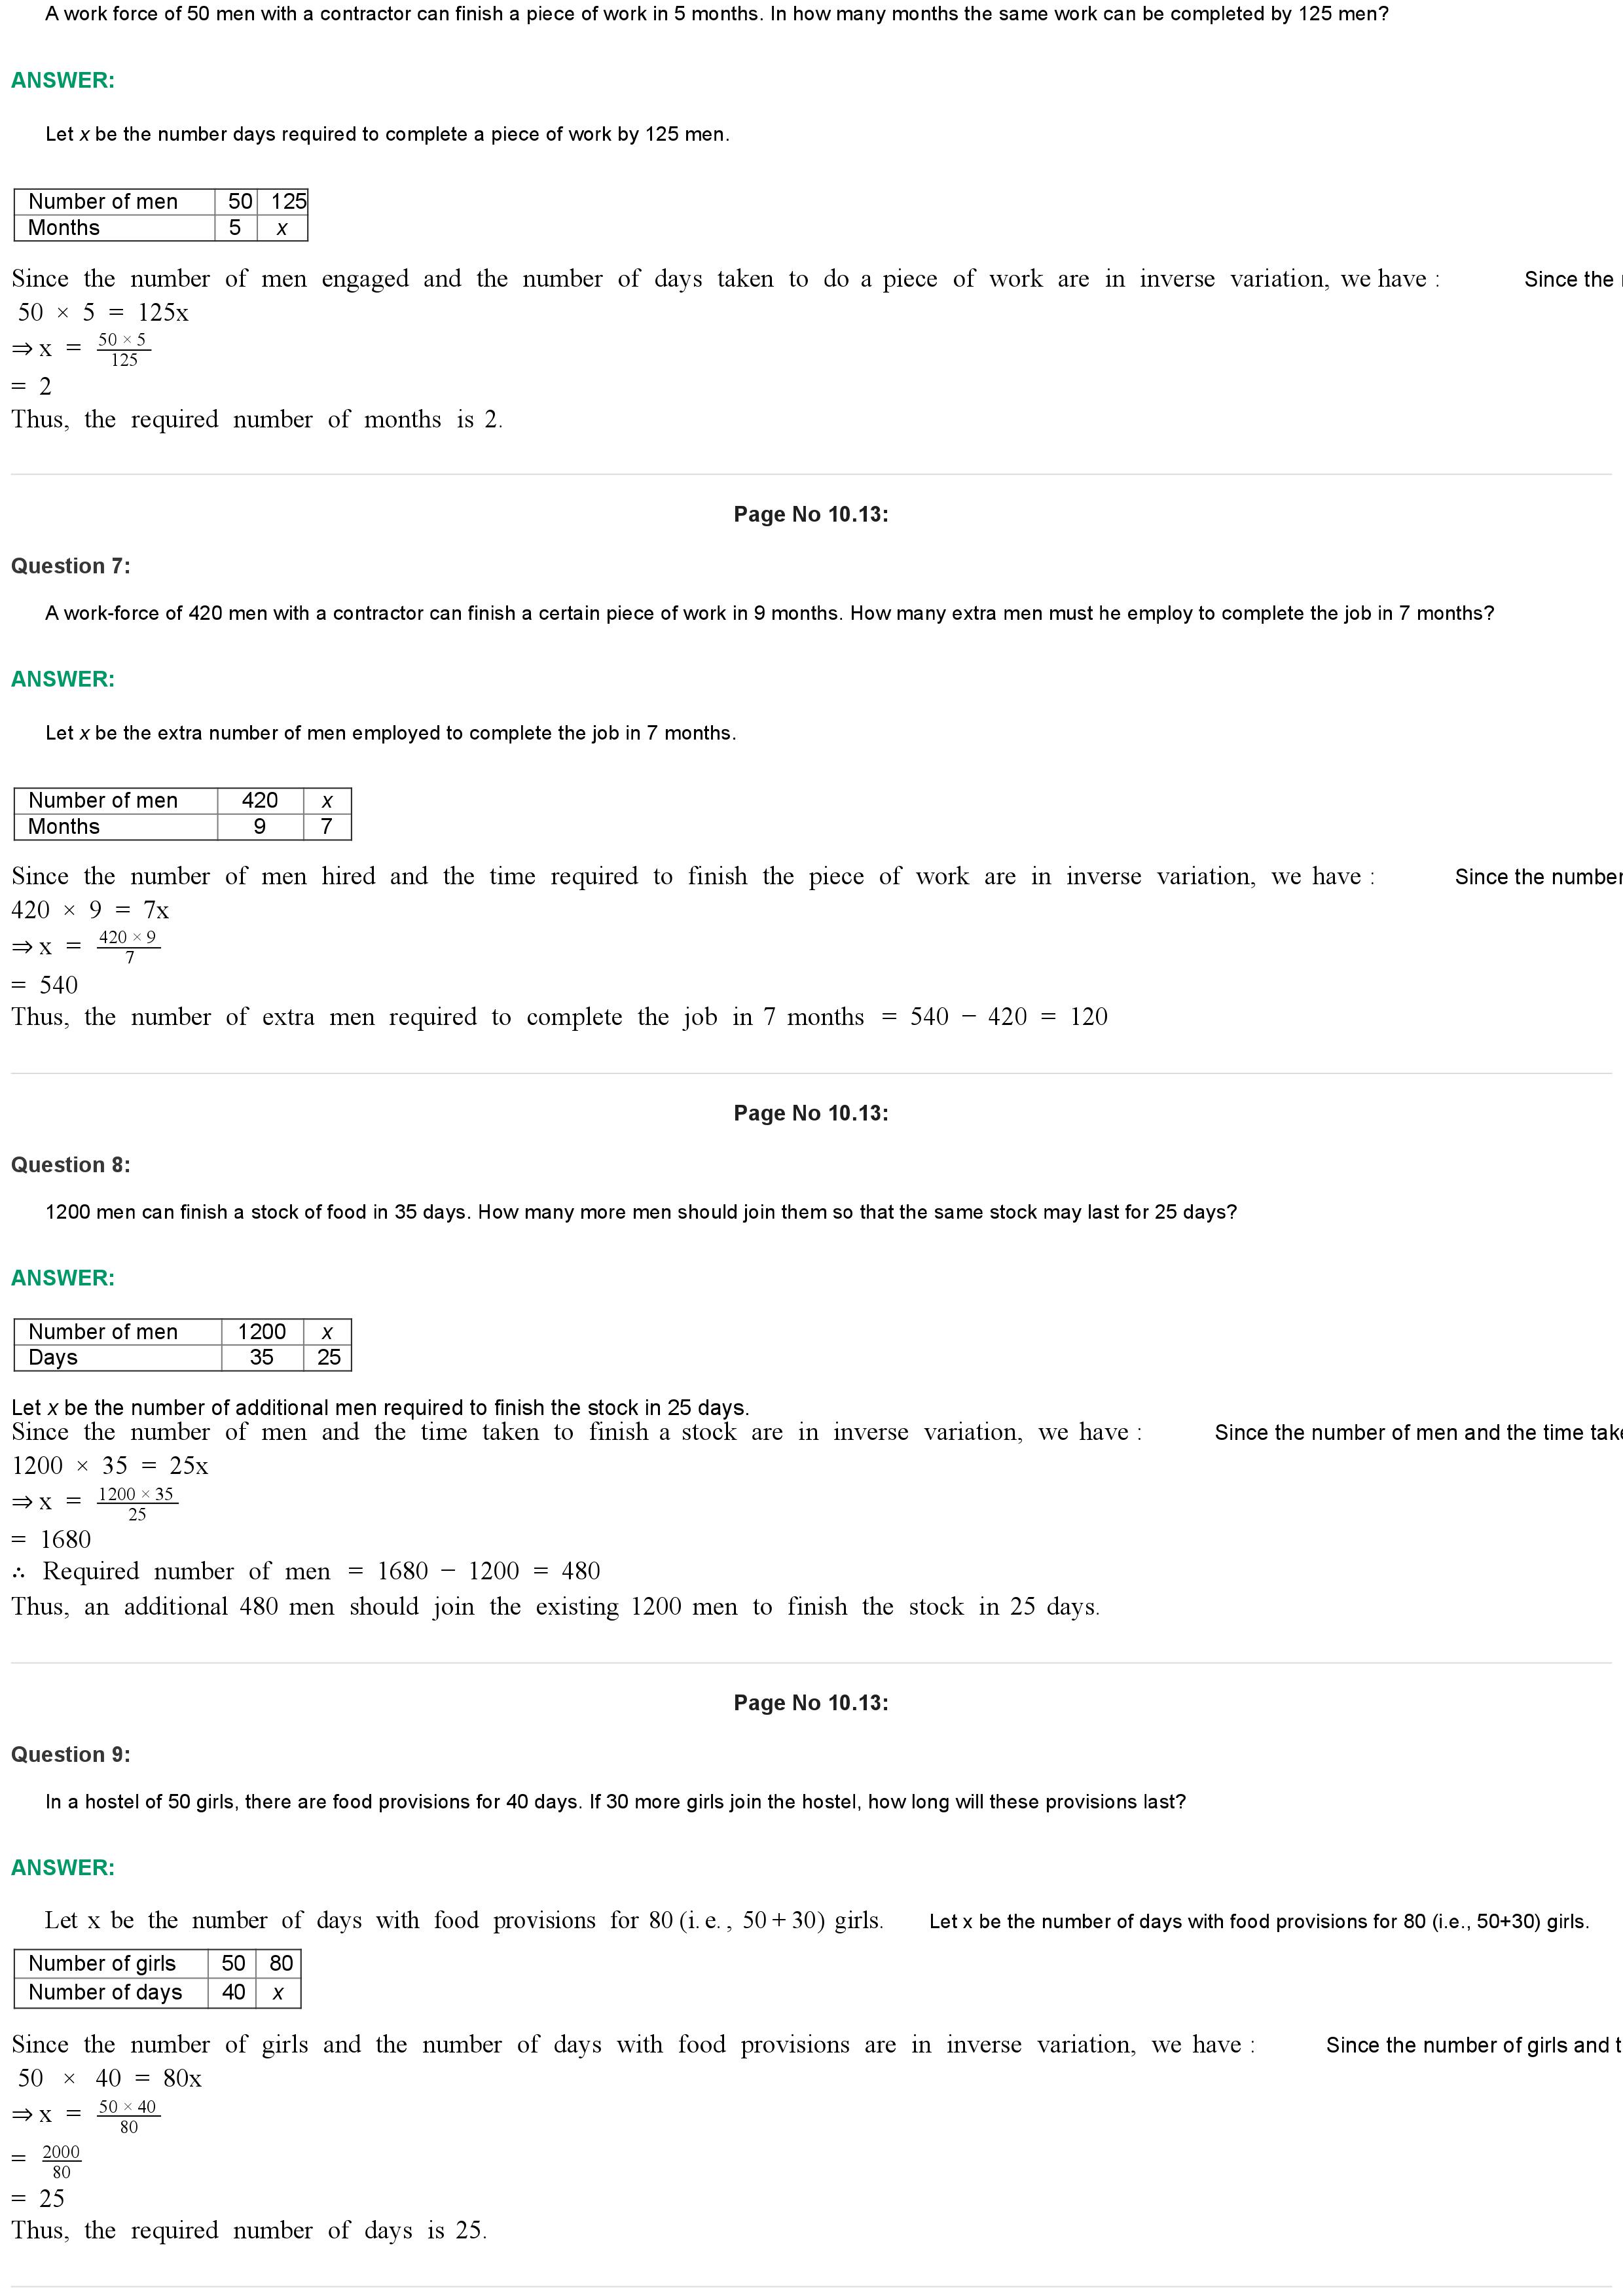 A work force of 50 men with a contractor can finish a piece of work in 5 months. In how many months the same work can be completed by 125 men?
ANSWER:
Let x be the number days required to complete a piece of work by 125 men.
Number of men 50 125
Months 5 x
Since the number of men engaged and the number of days taken to do a piece of work are in inverse variation, we have : Since the
50 × 5 = 125x
⇒ x = 50 × 5 / 125
= 2
Thus, the required number of months is 2.
Page No 10.13:
Question 7:
A work-force of 420 men with a contractor can finish a certain piece of work in 9 months. How many extra men must he employ to complete the job in 7 months?
ANSWER:
Let x be the extra number of men employed to complete the job in 7 months.
Number of men 420 x
Months 9 7
Since the number of men hired and the time required to finish the piece of work are in inverse variation, we have : Since the number
420 × 9 = 7x
⇒ x = 420 × 9 / 7
= 540
Thus, the number of extra men required to complete the job in 7 months = 540 − 420 = 120
Page No 10.13:
Question 8:
1200 men can finish a stock of food in 35 days. How many more men should join them so that the same stock may last for 25 days?
ANSWER:
Number of men 1200 x
Days 35 25
Let x be the number of additional men required to finish the stock in 25 days.
Since the number of men and the time taken to finish a stock are in inverse variation, we have : Since the number of men and the time take
1200 × 35 = 25x
⇒ x = 1200 × 35 / 25
= 1680
∴ Required number of men = 1680 − 1200 = 480
Thus, an additional 480 men should join the existing 1200 men to finish the stock in 25 days.
Page No 10.13:
Question 9:
In a hostel of 50 girls, there are food provisions for 40 days. If 30 more girls join the hostel, how long will these provisions last?
ANSWER:
Let x be the number of days with food provisions for 80 (i.e., 50 + 30) girls. Let x be the number of days with food provisions for 80 (i.e., 50+30) girls.
Number of girls 50 80
Number of days 40 x
Since the number of girls and the number of days with food provisions are in inverse variation, we have : Since the number of girls and t
50 × 40 = 80x
⇒ x = 50 × 40 / 80
= 2000 / 80
= 25
Thus, the required number of days is 25.